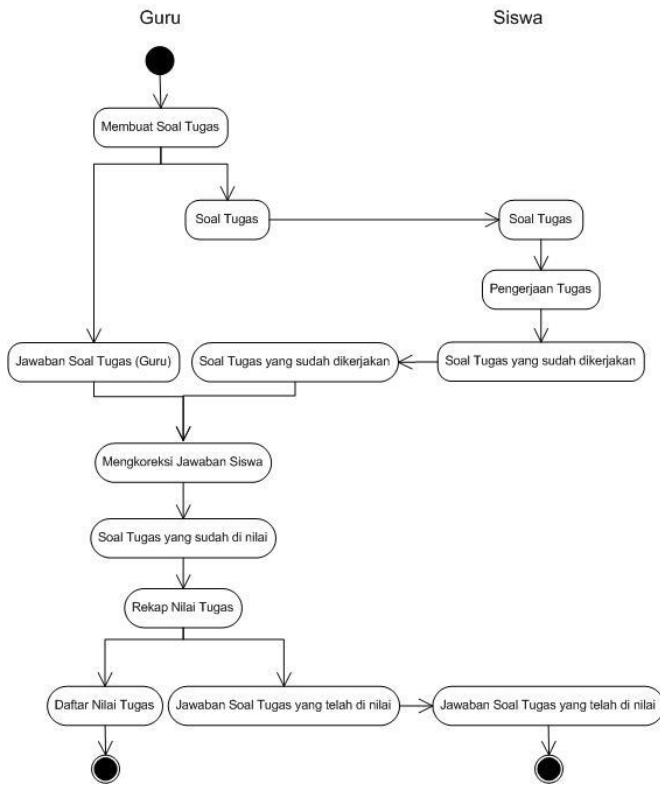 Guru
Siswa
Membuat Soal Tugas
Soal Tugas
Soal Tugas
Pengerjaan Tugas
Jawaban Soal Tugas (Guru)
Soal Tugas yang sudah dikerjakan
Soal Tugas yang sudah dikerjakan
Mengkoreksi Jawaban Siswa
Soal Tugas yang sudah di nilai
Rekap Nilai Tugas
Daftar Nilai Tugas
Jawaban Soal Tugas yang telah di nilai
Jawaban Soal Tugas yang telah di nilai